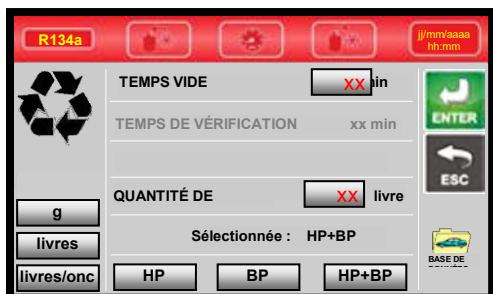 R134a
jj/mm/aaaa
hh:mm
TEMPS VIDE xx in
ENTER
TEMPS DE VÉRIFICATION xx min
ESC
QUANTITÉ DE xx livre
g
livres
Sélectionnée : HP+BP
BASE DE
livres/onc
HP BP HP+BP